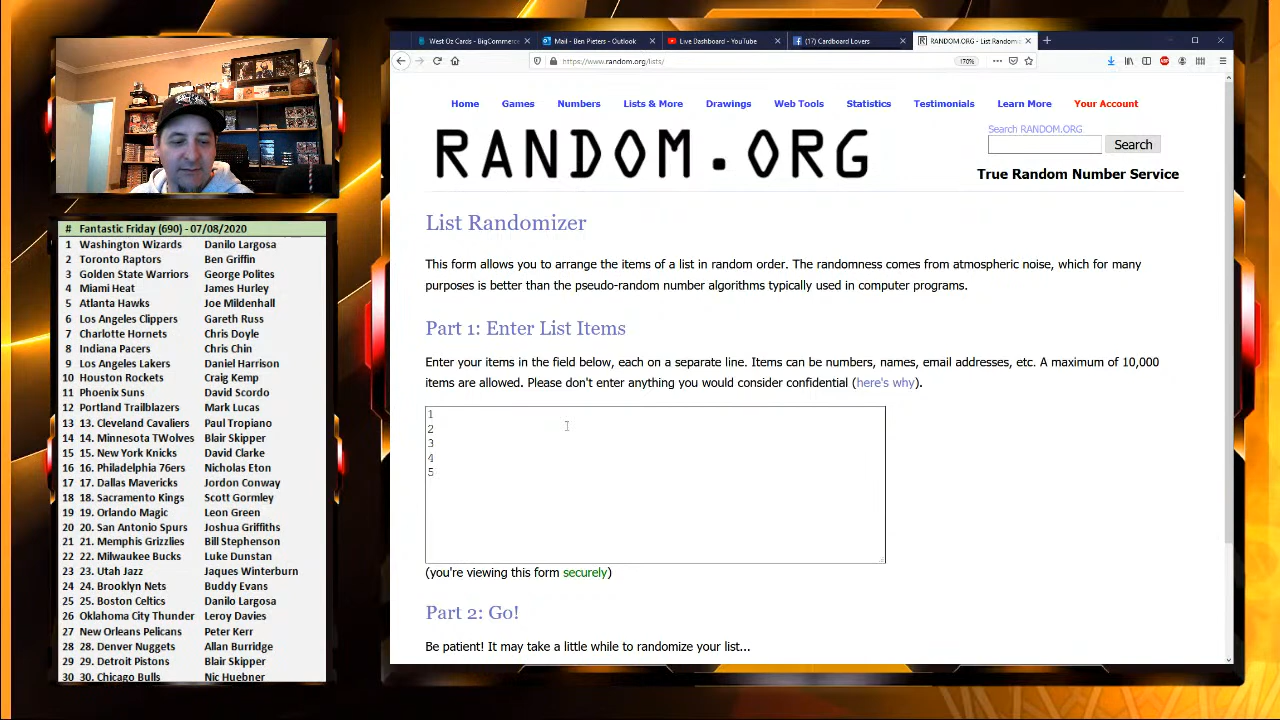 # Fantastic Friday (690) - 07/08/2020
1 Washington Wizards Danilo Largosa
2 Toronto Raptors Ben Griffin
3 Golden State Warriors George Polites
4 Miami Heat James Hurley
5 Atlanta Hawks Joe Mildenhall
6 Los Angeles Clippers Gareth Russ
7 Charlotte Hornets Chris Doyle
8 Indiana Pacers Chris Chin
9 Los Angeles Lakers Daniel Harrison
10 Houston Rockets Craig Kemp
11 Phoenix Suns David Scordo
12 Portland Trailblazers Mark Lucas
13 13. Cleveland Cavaliers Paul Tropiano
14 14. Minnesota TWolves Blair Skipper
15 15. New York Knicks David Clarke
16 16. Philadelphia 76ers Nicholas Eton
17 17. Dallas Mavericks Jordon Conway
18 18. Sacramento Kings Scott Gormley
19 19. Orlando Magic Leon Green
20 20. San Antonio Spurs Joshua Griffiths
21 21. Memphis Grizzlies Bill Stephenson
22 22. Milwaukee Bucks Luke Dunstan
23 23. Utah Jazz Jaques Winterburn
24 24. Brooklyn Nets Buddy Evans
25 25. Boston Celtics Danilo Largosa
26 Oklahoma City Thunder Leroy Davies
27 New Orleans Pelicans Peter Kerr
28 28. Denver Nuggets Allan Burridge
29 29. Detroit Pistons Blair Skipper
30 30. Chicago Bulls Nic Huebner
West Oz Cards - BigCommerce Mail - Ben Pieters - Outlook Live Dashboard - YouTube (17) Cardboard Lovers RANDOM.ORG - List Random
https://www.random.org/lists/ 170%
Home Games Numbers Lists & More Drawings Web Tools Statistics Testimonials Learn More Your Account
RANDOM.ORG
Search RANDOM.ORG
Search
True Random Number Service
List Randomizer
This form allows you to arrange the items of a list in random order. The randomness comes from atmospheric noise, which for many
purposes is better than the pseudo-random number algorithms typically used in computer programs.
Part 1: Enter List Items
Enter your items in the field below, each on a separate line. Items can be numbers, names, email addresses, etc. A maximum of 10,000
items are allowed. Please don't enter anything you would consider confidential (here's why).
1
2
3
4
5
(you're viewing this form securely)
Part 2: Go!
Be patient! It may take a little while to randomize your list...